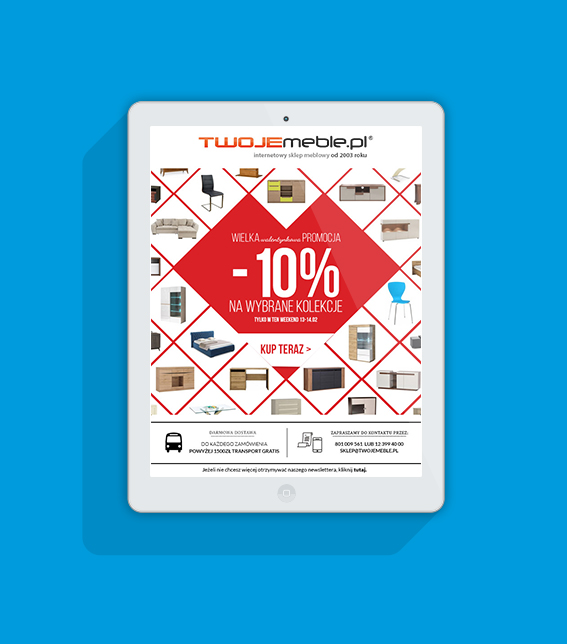 TWOJEmeble.pl®
internetowy sklep meblowy od 2003 roku
WIELKA walentynkowa PROMOCJA
-10%
NA WYBRANE KOLEKCJE
TYLKO W TEN WEEKEND 13-14.02
KUP TERAZ >
DARMOWA DOSTAWA
DO KAŻDEGO ZAMÓWIENIA
POWYŻEJ 1500ZŁ TRANSPORT GRATIS
ZAPRASZAMY DO KONTAKTU PRZEZ:
801 009 561 LUB 12 399 40 00
SKLEP@TWOJEMEBLE.PL
Jeżeli nie chcesz więcej otrzymywać naszego newslettera, kliknij tutaj.